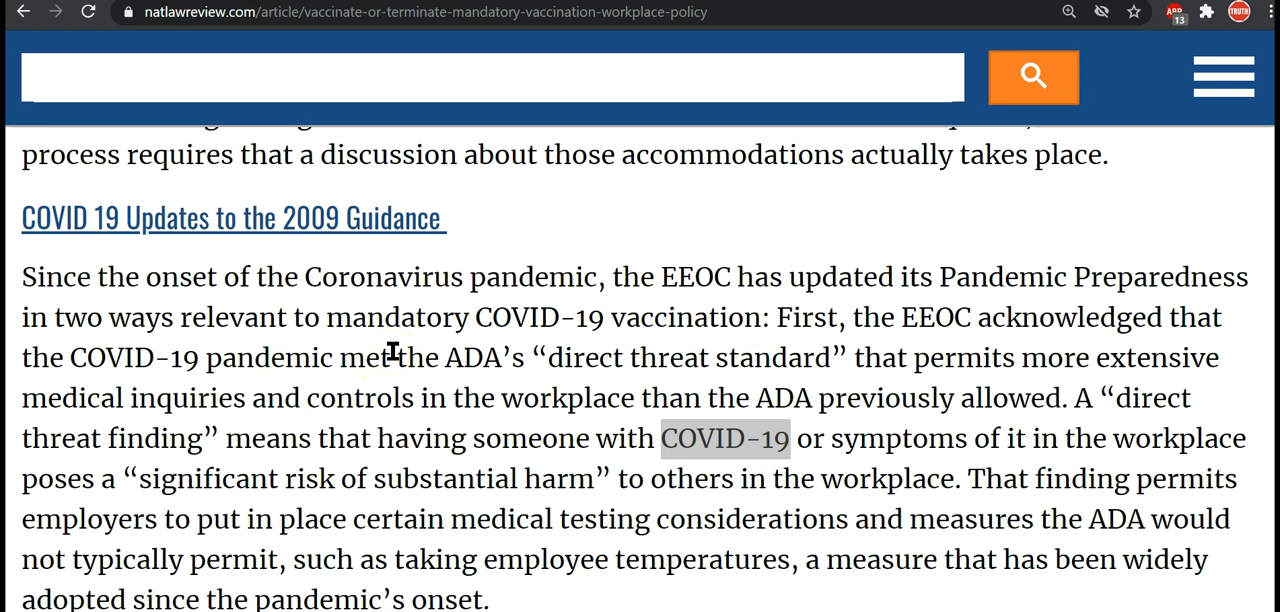 natlawreview.com/article/vaccinate-or-terminate-mandatory-vaccination-workplace-policy
ABP
13
TRUTH
process requires that a discussion about those accommodations actually takes place.
COVID 19 Updates to the 2009 Guidance
Since the onset of the Coronavirus pandemic, the EEOC has updated its Pandemic Preparedness
in two ways relevant to mandatory COVID-19 vaccination: First, the EEOC acknowledged that
the COVID-19 pandemic met the ADA’s “direct threat standard” that permits more extensive
medical inquiries and controls in the workplace than the ADA previously allowed. A “direct
threat finding” means that having someone with COVID-19 or symptoms of it in the workplace
poses a “significant risk of substantial harm” to others in the workplace. That finding permits
employers to put in place certain medical testing considerations and measures the ADA would
not typically permit, such as taking employee temperatures, a measure that has been widely
adopted since the pandemic’s onset.